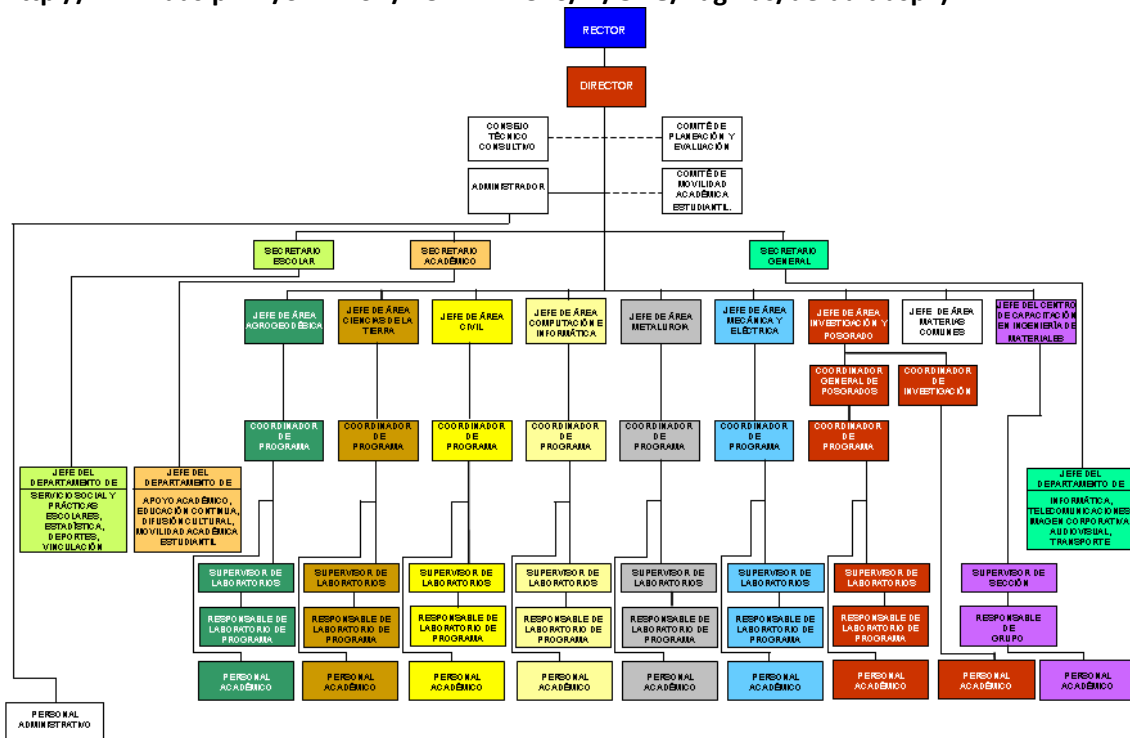 RECTOR
DIRECTOR
CONSEJO
TÉCNICO
CONSULTIVO
COMITÉ DE
PLANEACIÓN Y
EVALUACIÓN
ADMINISTRADOR
COMITÉ DE
MOVILIDAD
ACADÉMICA
ESTUDIANTIL.
SECRETARIO
ESCOLAR
SECRETARIO
ACADÉMICO
SECRETARIO
GENERAL
JEFE DE ÁREA
AGROGEODÉSICA
JEFE DE ÁREA
CIENCIAS DE LA
TIERRA
JEFE DE ÁREA
CIVIL
JEFE DE ÁREA
COMPUTACIÓN E
INFORMÁTICA
JEFE DE ÁREA
METALURGIA
JEFE DE ÁREA
MECÁNICA Y
ELÉCTRICA
JEFE DE ÁREA
INVESTIGACIÓN Y
POSGRADO
JEFE DE ÁREA
MATERIAS
COMUNES
JEFE DEL CENTRO
DE CAPACITACIÓN
EN INGENIERÍA DE
MATERIALES
COORDINADOR
GENERAL DE
POSGRADOS
COORDINADOR
DE
INVESTIGACIÓN
COORDINADOR
DE
PROGRAMA
COORDINADOR
DE
PROGRAMA
COORDINADOR
DE
PROGRAMA
COORDINADOR
DE
PROGRAMA
COORDINADOR
DE
PROGRAMA
COORDINADOR
DE
PROGRAMA
COORDINADOR
DE
PROGRAMA
JEFE DEL
DEPARTAMENTO DE
SERVICIO SOCIAL Y
PRÁCTICAS
ESCOLARES,
ESTADÍSTICA,
DEPORTES,
VINCULACIÓN
JEFE DEL
DEPARTAMENTO DE
APOYO ACADÉMICO,
EDUCACIÓN CONTINUA,
DIFUSIÓN CULTURAL,
MOVILIDAD ACADÉMICA
ESTUDIANTIL
JEFE DEL
DEPARTAMENTO DE
INFORMÁTICA,
TELECOMUNICACIONES
IMAGEN CORPORATIVA
AUDIOVISUAL,
TRANSPORTE
SUPERVISOR DE
LABORATORIOS
SUPERVISOR DE
LABORATORIOS
SUPERVISOR DE
LABORATORIOS
SUPERVISOR DE
LABORATORIOS
SUPERVISOR DE
LABORATORIOS
SUPERVISOR DE
LABORATORIOS
SUPERVISOR DE
LABORATORIOS
SUPERVISOR DE
SECCIÓN
RESPONSABLE DE
LABORATORIO DE
PROGRAMA
RESPONSABLE DE
LABORATORIO DE
PROGRAMA
RESPONSABLE DE
LABORATORIO DE
PROGRAMA
RESPONSABLE DE
LABORATORIO DE
PROGRAMA
RESPONSABLE DE
LABORATORIO DE
PROGRAMA
RESPONSABLE DE
LABORATORIO DE
PROGRAMA
RESPONSABLE DE
LABORATORIO DE
PROGRAMA
RESPONSABLE
DE
GRUPO
PERSONAL
ACADÉMICO
PERSONAL
ACADÉMICO
PERSONAL
ACADÉMICO
PERSONAL
ACADÉMICO
PERSONAL
ACADÉMICO
PERSONAL
ACADÉMICO
PERSONAL
ACADÉMICO
PERSONAL
ACADÉMICO
PERSONAL
ACADÉMICO
PERSONAL
ADMINISTRATIVO